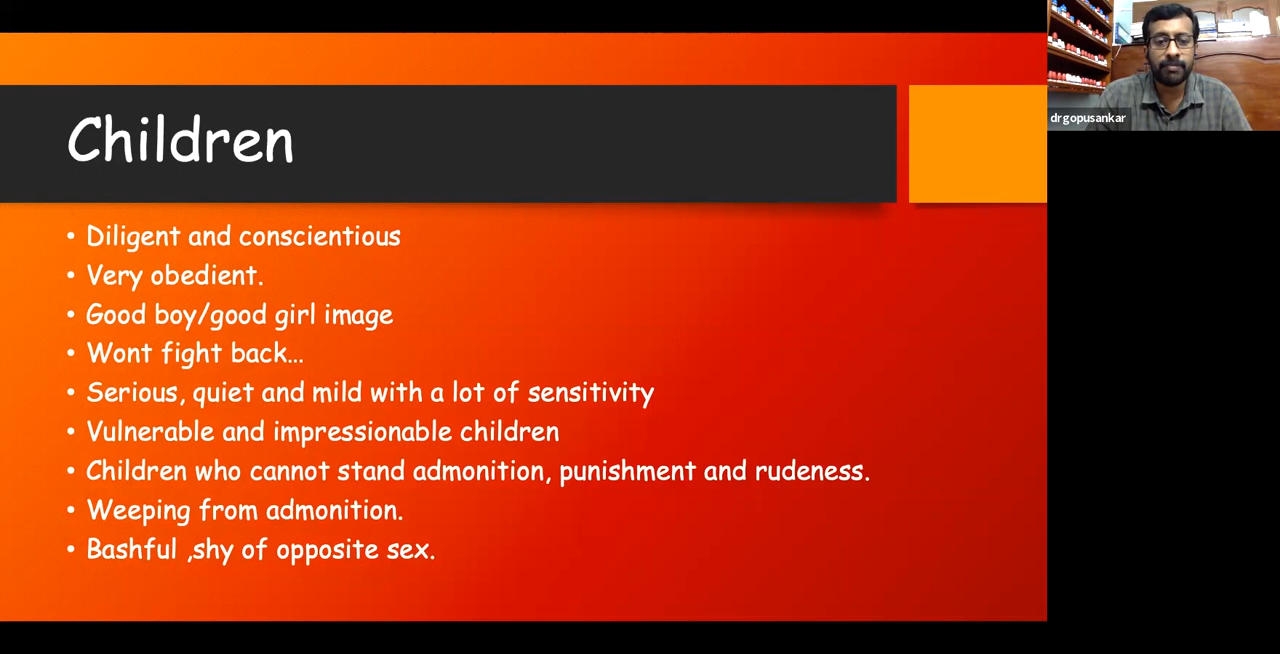 Children
drgopusankar
• Diligent and conscientious
• Very obedient.
• Good boy/good girl image
• Wont fight back...
• Serious, quiet and mild with a lot of sensitivity
• Vulnerable and impressionable children
• Children who cannot stand admonition, punishment and rudeness.
• Weeping from admonition.
• Bashful ,shy of opposite sex.